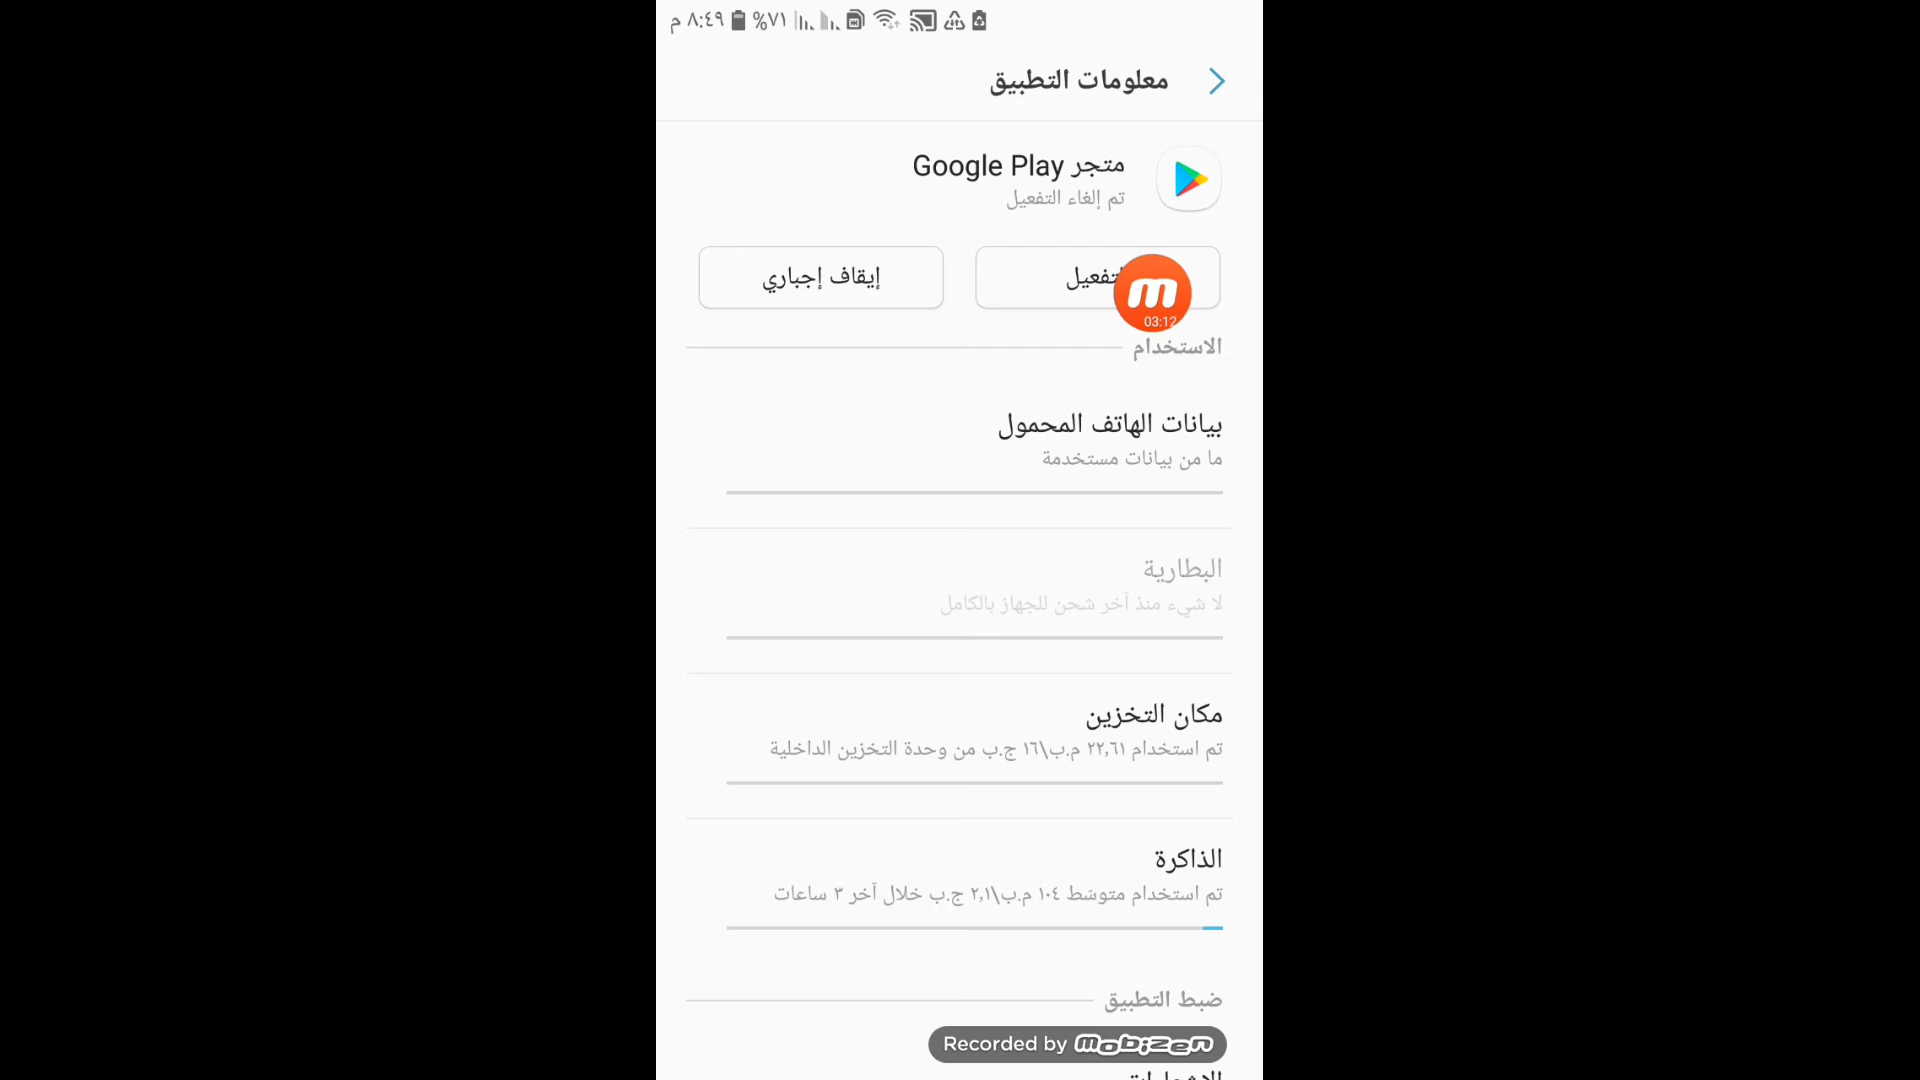 ٨:٤٩ م ٧١%
معلومات التطبيق
متجر Google Play
تم إلغاء التفعيل
إيقاف إجباري
03:12
الاستخدام
بيانات الهاتف المحمول
ما من بيانات مستخدمة
البطارية
لا شيء منذ آخر شحن للجهاز بالكامل
مكان التخزين
تم استخدام ٢٢,٦١ م.ب\١٦ ج.ب من وحدة التخزين الداخلية
الذاكرة
تم استخدام متوسّط ١٠٤ م.ب\٢,١ ج.ب خلال آخر ٣ ساعات
ضبط التطبيق
Recorded by mobizen